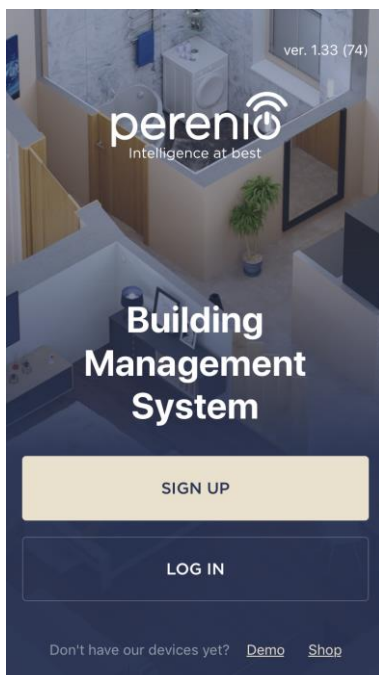 ver. 1.33 (74)
perenio
Intelligence at best
Building
Management
System
SIGN UP
LOG IN
Don't have our devices yet? Demo Shop